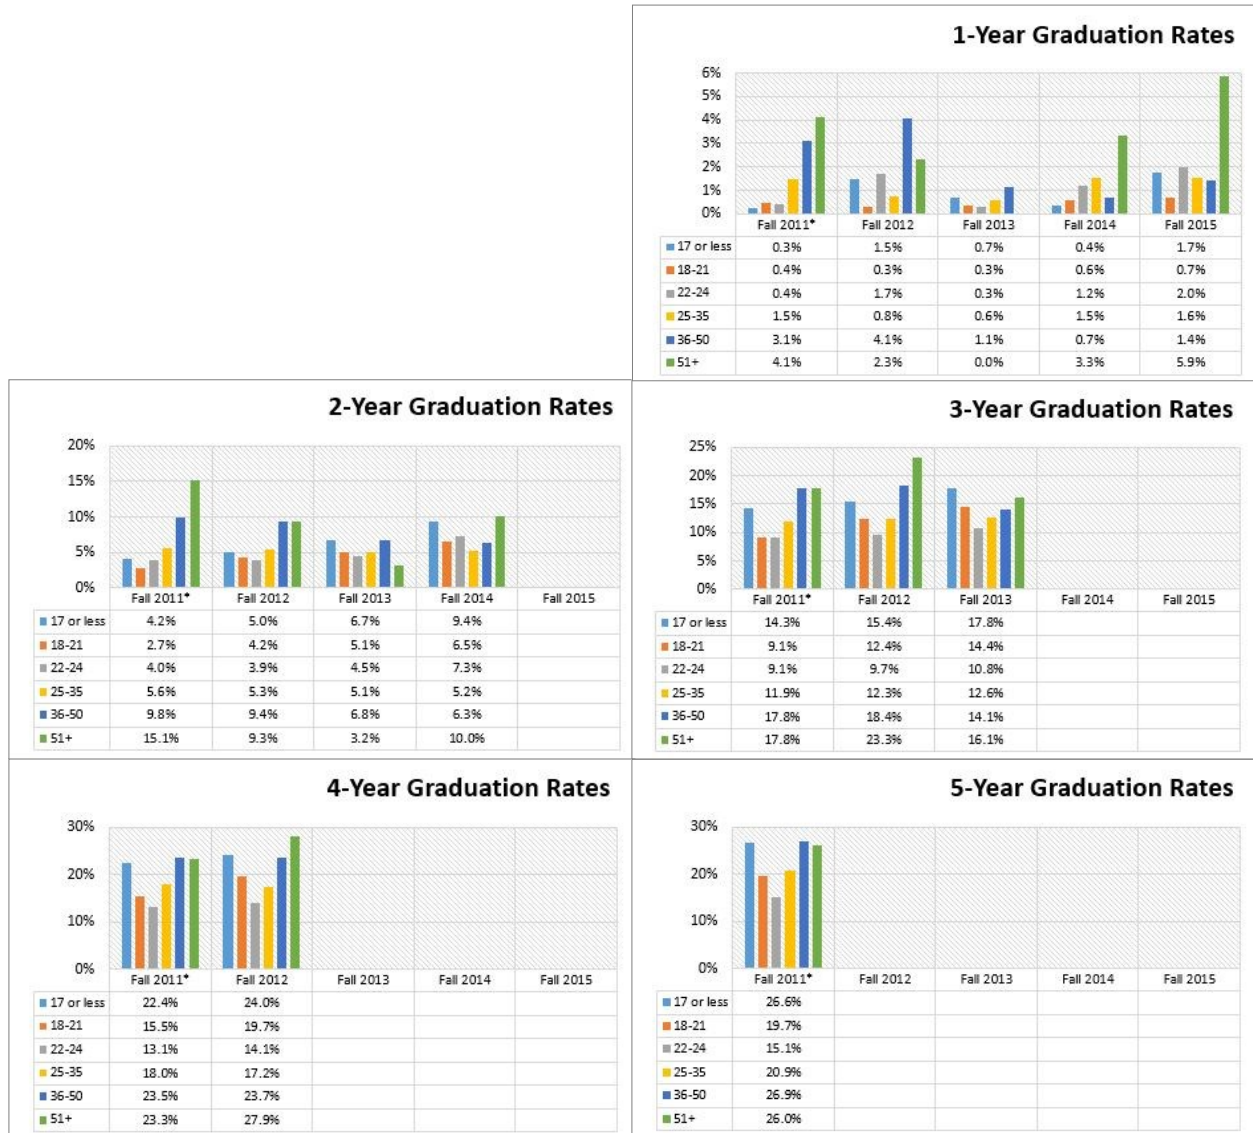 1-Year Graduation Rates
6%
5%
4%
3%
2%
1%
0%
Fall 2011* Fall 2012 Fall 2013 Fall 2014 Fall 2015
17 or less 0.3% 1.5% 0.7% 0.4% 1.7%
18-21 0.4% 0.3% 0.3% 0.6% 0.7%
22-24 0.4% 1.7% 0.3% 1.2% 2.0%
25-35 1.5% 0.8% 0.6% 1.5% 1.6%
36-50 3.1% 4.1% 1.1% 0.7% 1.4%
51+ 4.1% 2.3% 0.0% 3.3% 5.9%
2-Year Graduation Rates
20%
15%
10%
5%
0%
Fall 2011* Fall 2012 Fall 2013 Fall 2014 Fall 2015
17 or less 4.2% 5.0% 6.7% 9.4%
18-21 2.7% 4.2% 5.1% 6.5%
22-24 4.0% 3.9% 4.5% 7.3%
25-35 5.6% 5.3% 5.1% 5.2%
36-50 9.8% 9.4% 6.8% 6.3%
51+ 15.1% 9.3% 3.2% 10.0%
3-Year Graduation Rates
25%
20%
15%
10%
5%
0%
Fall 2011* Fall 2012 Fall 2013 Fall 2014 Fall 2015
17 or less 14.3% 15.4% 17.8%
18-21 9.1% 12.4% 14.4%
22-24 9.1% 9.7% 10.8%
25-35 11.9% 12.3% 12.6%
36-50 17.8% 18.4% 14.1%
51+ 17.8% 23.3% 16.1%
4-Year Graduation Rates
30%
20%
10%
0%
Fall 2011* Fall 2012 Fall 2013 Fall 2014 Fall 2015
17 or less 22.4% 24.0%
18-21 15.5% 19.7%
22-24 13.1% 14.1%
25-35 18.0% 17.2%
36-50 23.5% 23.7%
51+ 23.3% 27.9%
5-Year Graduation Rates
30%
20%
10%
0%
Fall 2011* Fall 2012 Fall 2013 Fall 2014 Fall 2015
17 or less 26.6%
18-21 19.7%
22-24 15.1%
25-35 20.9%
36-50 26.9%
51+ 26.0%